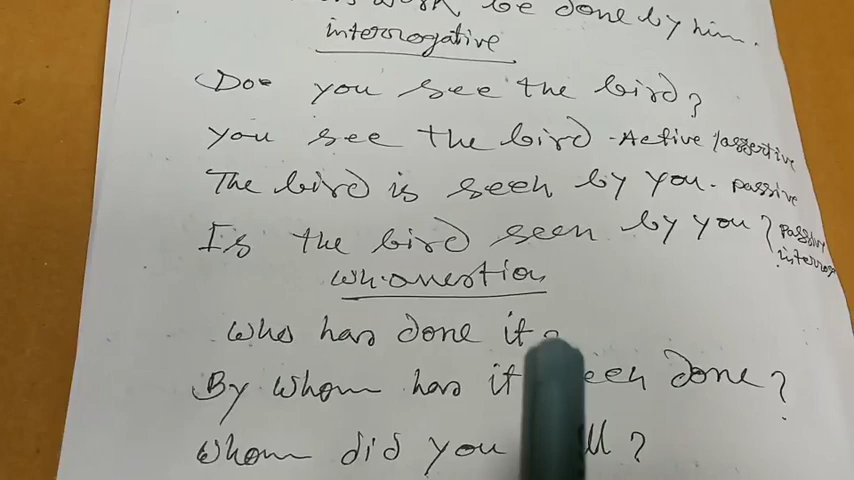 work be done by him.
interrogative
Do you see the bird?
you see the bird - Active/assertive
The bird is seen by you. passive
Is the bird seen by you? passive interrog
Wh-question
Who has done it?
By whom has it been done?
Whom did you ?